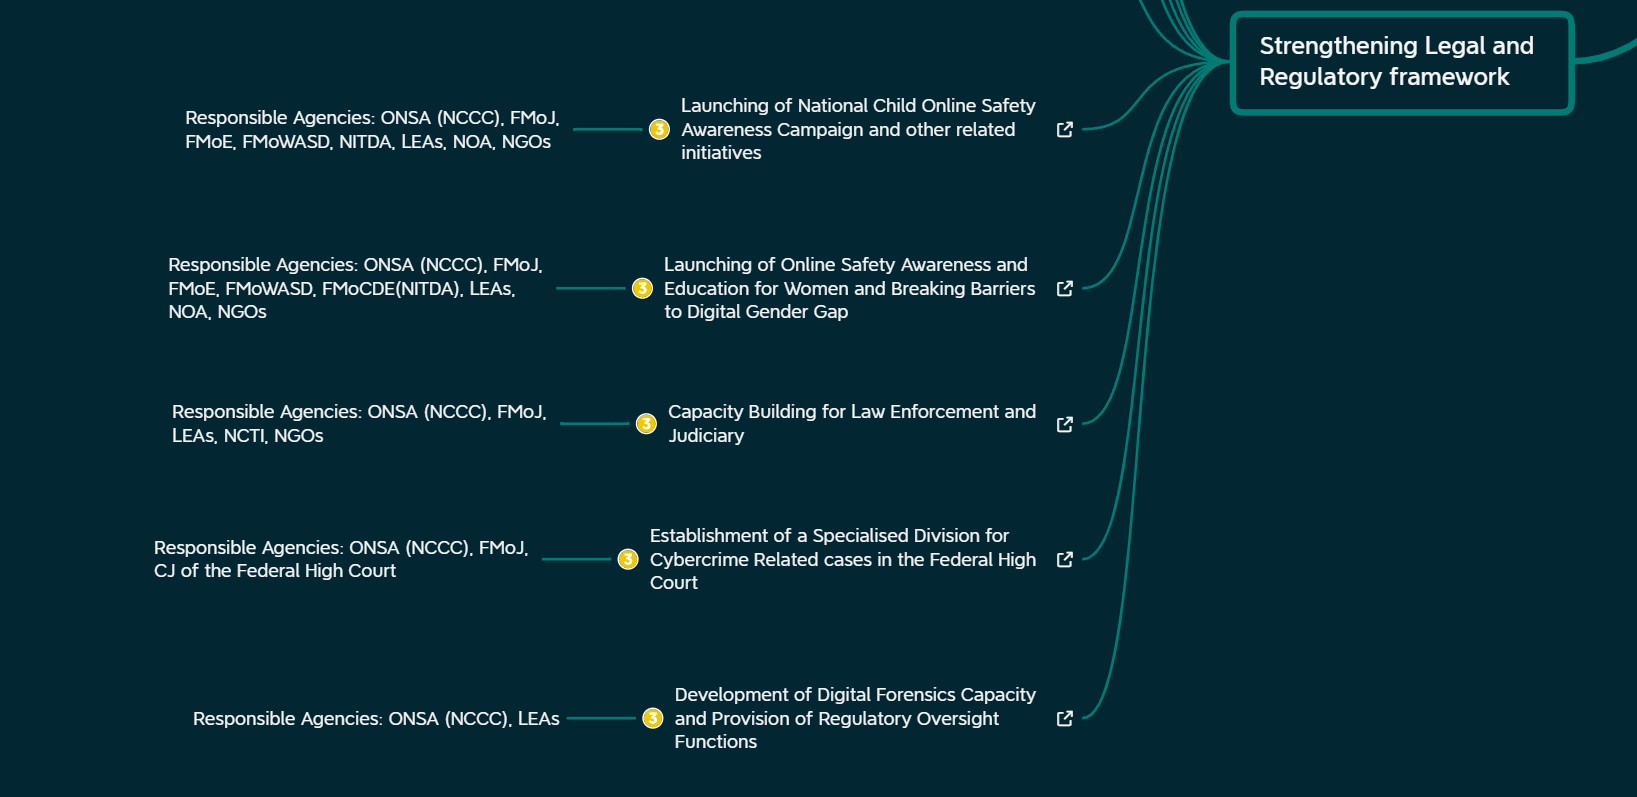 Strengthening Legal and
Regulatory framework
Responsible Agencies: ONSA (NCCC), FMoJ,
FMoE, FMoWASD, NITDA, LEAs, NOA, NGOs
3
Launching of National Child Online Safety
Awareness Campaign and other related
initiatives
Responsible Agencies: ONSA (NCCC), FMoJ,
FMoE, FMoWASD, FMoCDE(NITDA), LEAs,
NOA, NGOs
3
Launching of Online Safety Awareness and
Education for Women and Breaking Barriers
to Digital Gender Gap
Responsible Agencies: ONSA (NCCC), FMoJ,
LEAs, NCTI, NGOs
3
Capacity Building for Law Enforcement and
Judiciary
Responsible Agencies: ONSA (NCCC), FMoJ,
CJ of the Federal High Court
3
Establishment of a Specialised Division for
Cybercrime Related cases in the Federal High
Court
Responsible Agencies: ONSA (NCCC), LEAs
3
Development of Digital Forensics Capacity
and Provision of Regulatory Oversight
Functions